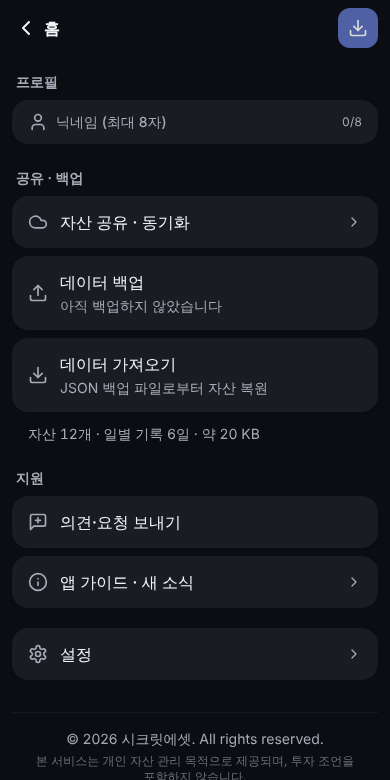 홈
프로필
닉네임 (최대 8자)
0/8
공유 · 백업
자산 공유 · 동기화
데이터 백업
아직 백업하지 않았습니다
데이터 가져오기
JSON 백업 파일로부터 자산 복원
자산 12개 · 일별 기록 6일 · 약 20 KB
지원
의견·요청 보내기
앱 가이드 · 새 소식
설정
© 2026 시크릿에셋. All rights reserved.
본 서비스는 개인 자산 관리 목적으로 제공되며, 투자 조언을
포함하지 않습니다.